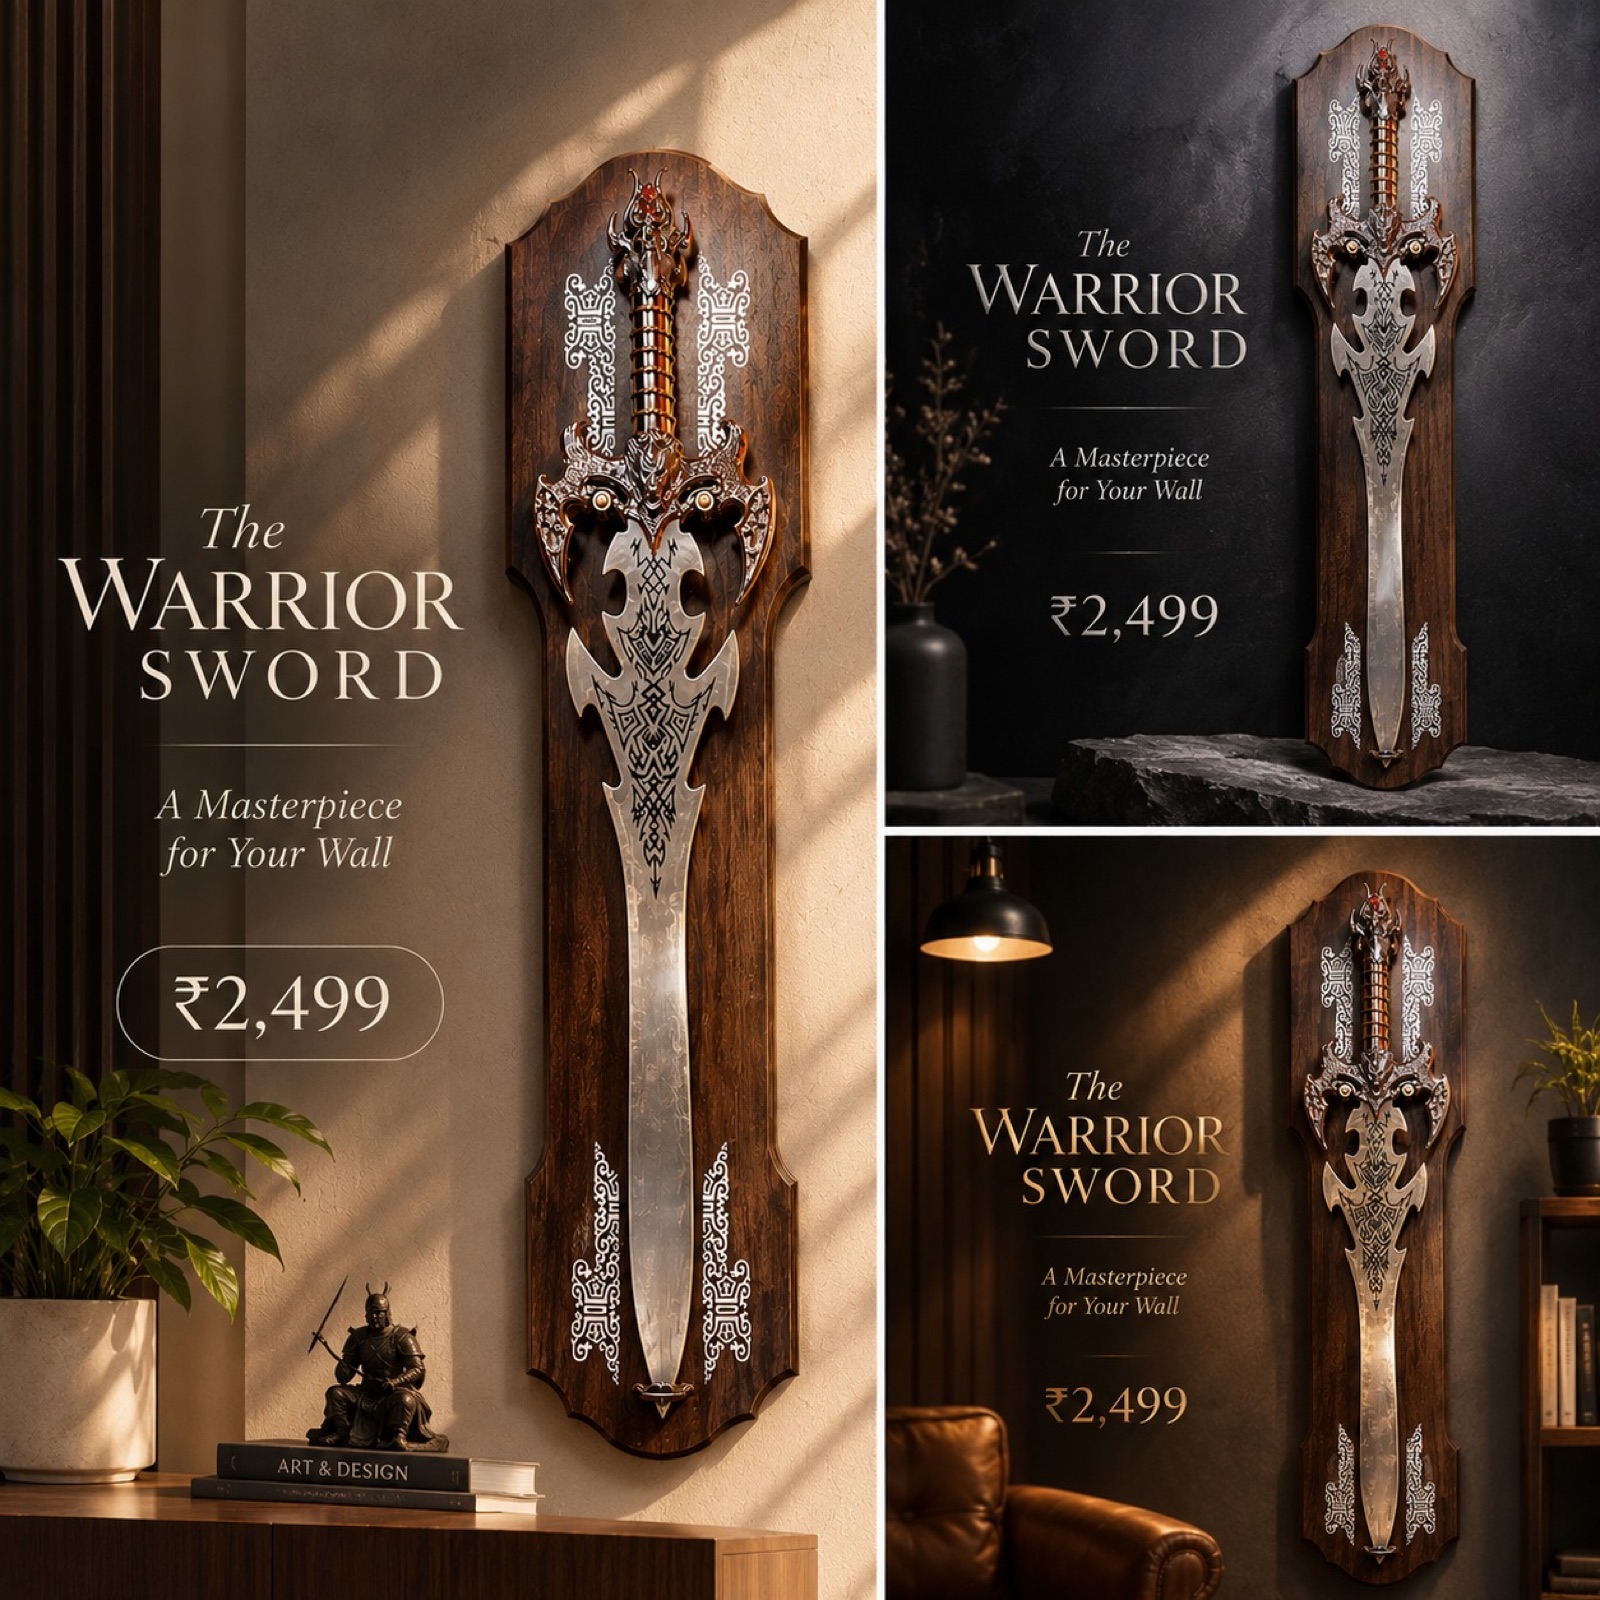 The
WARRIOR
SWORD
A Masterpiece
for Your Wall
₹2,499
ART & DESIGN
The
WARRIOR
SWORD
A Masterpiece
for Your Wall
₹2,499
The
WARRIOR
SWORD
A Masterpiece
for Your Wall
₹2,499